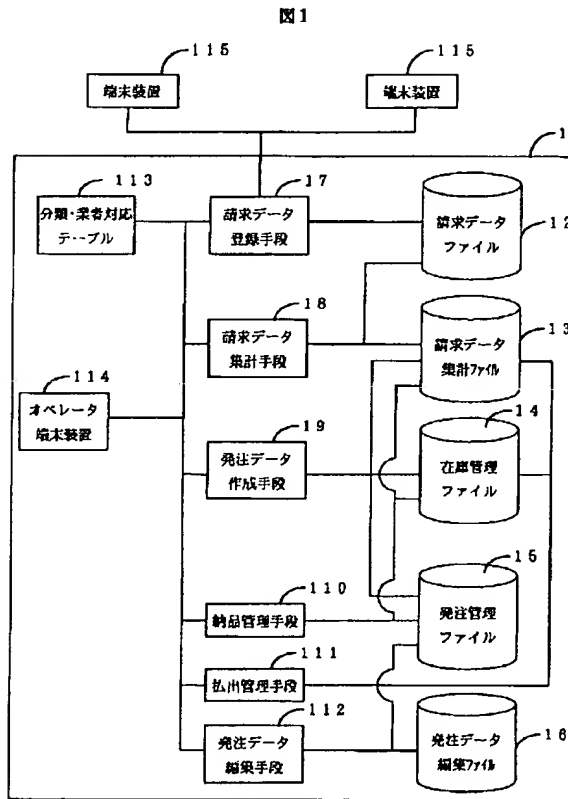 図1
115
115
端末装置
端末装置
1
113
17
分類・業者対応
テーブル
請求データ
登録手段
請求データ
ファイル
12
18
請求データ
集計手段
13
請求データ
集計ファイル
114
オペレータ
端末装置
19
14
発注データ
作成手段
在庫管理
ファイル
15
110
納品管理手段
発注管理
ファイル
111
払出管理手段
112
発注データ
編集手段
発注データ
編集ファイル
16